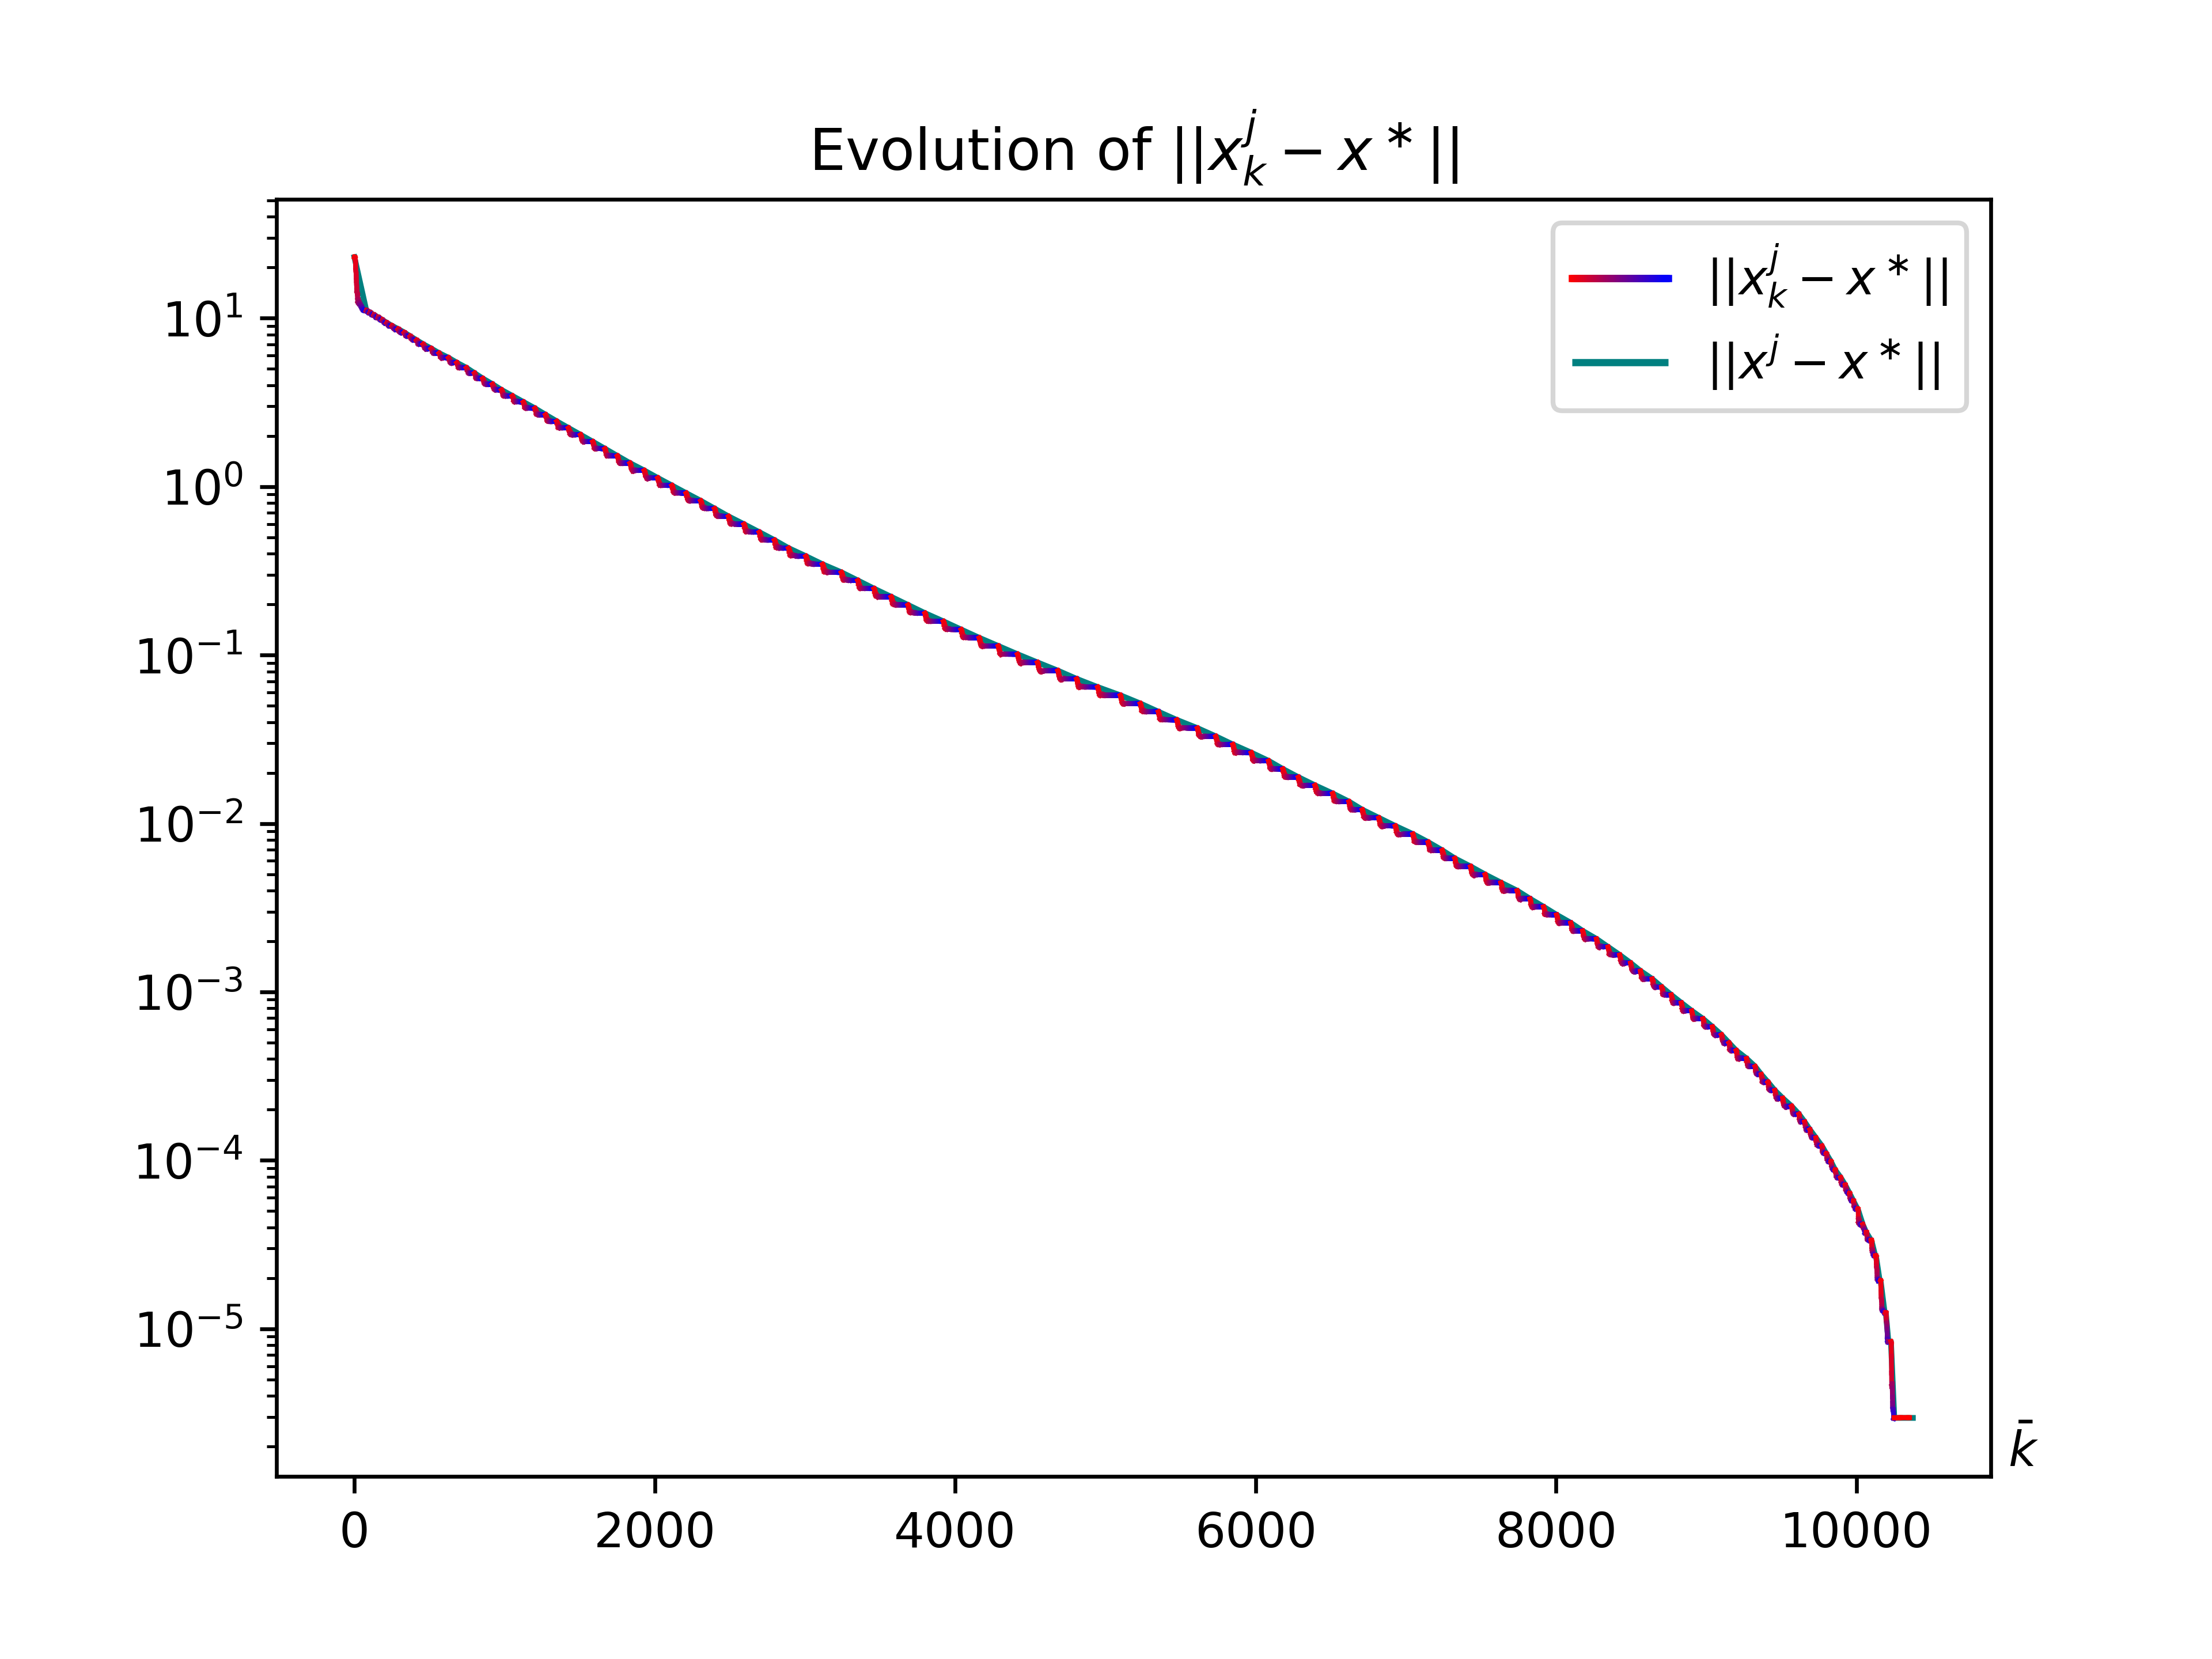 Evolution of $||x_k^j - x*||$
$||x_k^j - x*||$
$||x^j - x*||$
$10^1$
$10^0$
$10^{-1}$
$10^{-2}$
$10^{-3}$
$10^{-4}$
$10^{-5}$
$\bar{k}$
0 2000 4000 6000 8000 10000